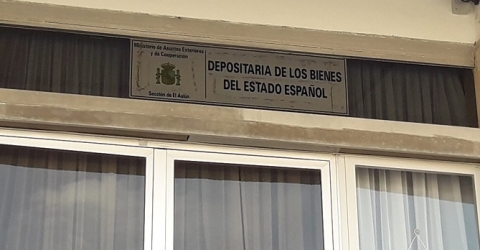 Ministerio de Asuntos Exteriores
y de Cooperación
Sección de El Aaiún
DEPOSITARIA DE LOS BIENES
DEL ESTADO ESPAÑOL